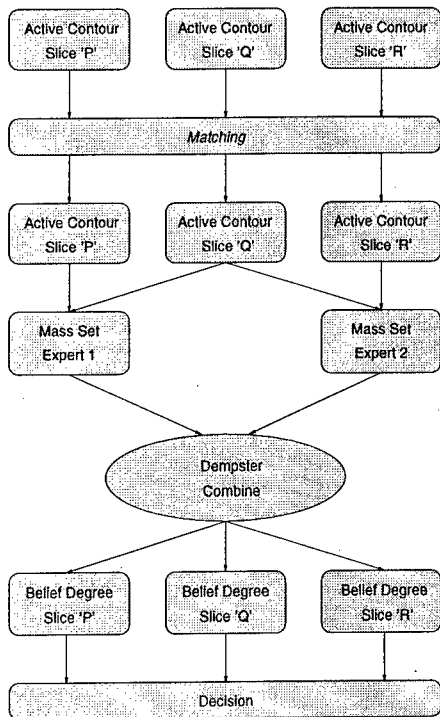 Active Contour
Slice 'P'
Active Contour
Slice 'Q'
Active Contour
Slice 'R'
Matching
Active Contour
Slice 'P'
Active Contour
Slice 'Q'
Active Contour
Slice 'R'
Mass Set
Expert 1
Mass Set
Expert 2
Dempster
Combine
Belief Degree
Slice 'P'
Belief Degree
Slice 'Q'
Belief Degree
Slice 'R'
Decision